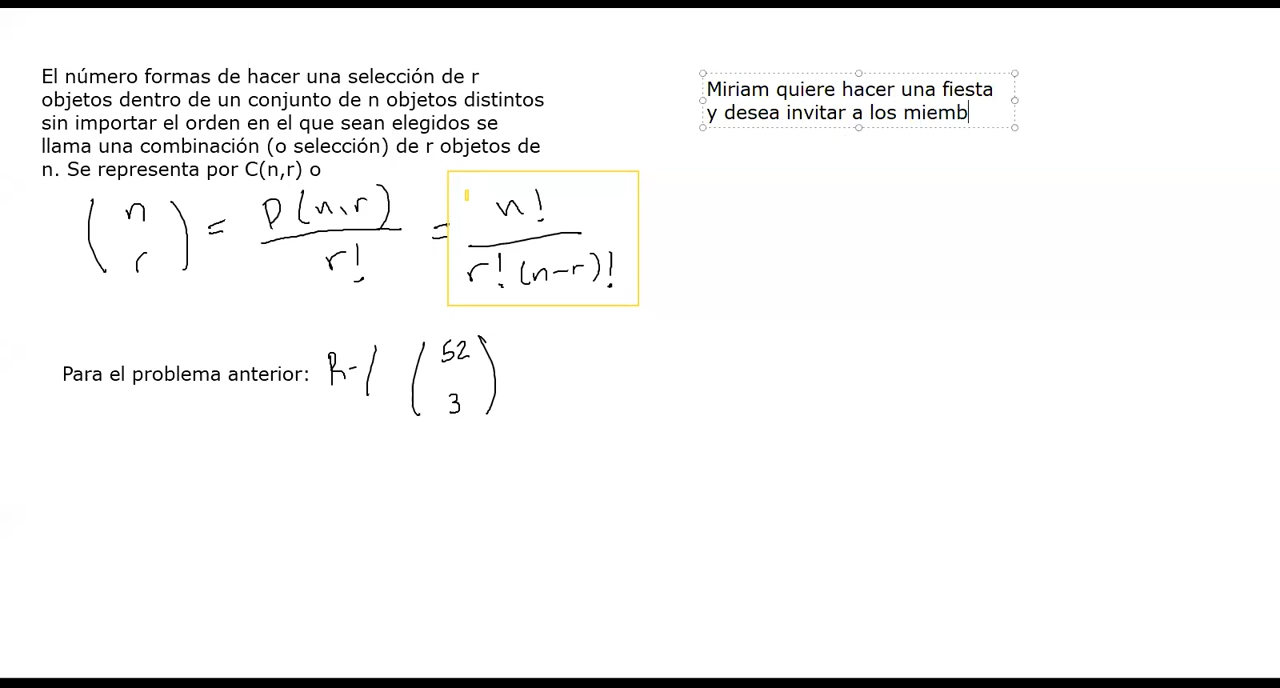 El número formas de hacer una selección de r
objetos dentro de un conjunto de n objetos distintos
sin importar el orden en el que sean elegidos se
llama una combinación (o selección) de r objetos de
n. Se representa por C(n,r) o
( n r ) = P(n,r) / r! = n! / r!(n-r)!
Para el problema anterior: R-/ ( 52 3 )
Miriam quiere hacer una fiesta
y desea invitar a los miemb